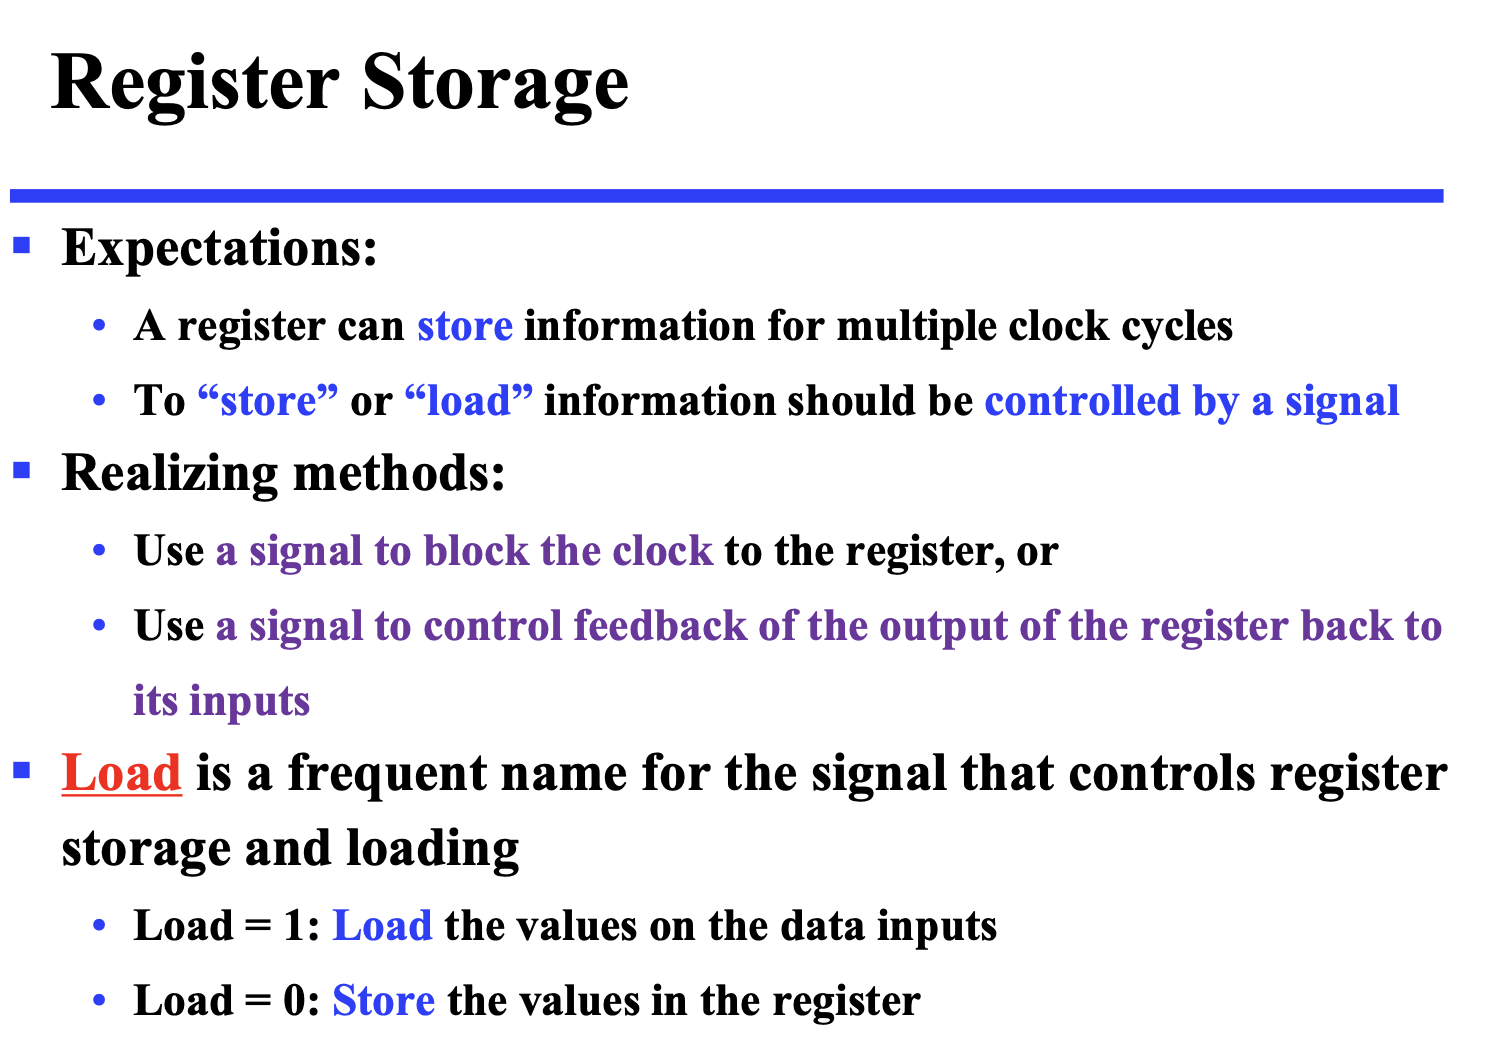 Register Storage
Expectations:
A register can store information for multiple clock cycles
To “store” or “load” information should be controlled by a signal
Realizing methods:
Use a signal to block the clock to the register, or
Use a signal to control feedback of the output of the register back to
its inputs
Load is a frequent name for the signal that controls register
storage and loading
Load = 1: Load the values on the data inputs
Load = 0: Store the values in the register